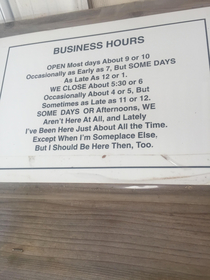 BUSINESS HOURS
OPEN Most days About 9 or 10
Occasionally as Early as 7, But SOME DAYS
As Late As 12 or 1.
WE CLOSE About 5:30 or 6
Occasionally About 4 or 5, But
Sometimes as Late as 11 or 12.
SOME DAYS OR Afternoons, WE
Aren't Here At All, and Lately
I've Been Here Just About All the Time.
Except When I'm Someplace Else.
But I Should Be Here Then, Too.